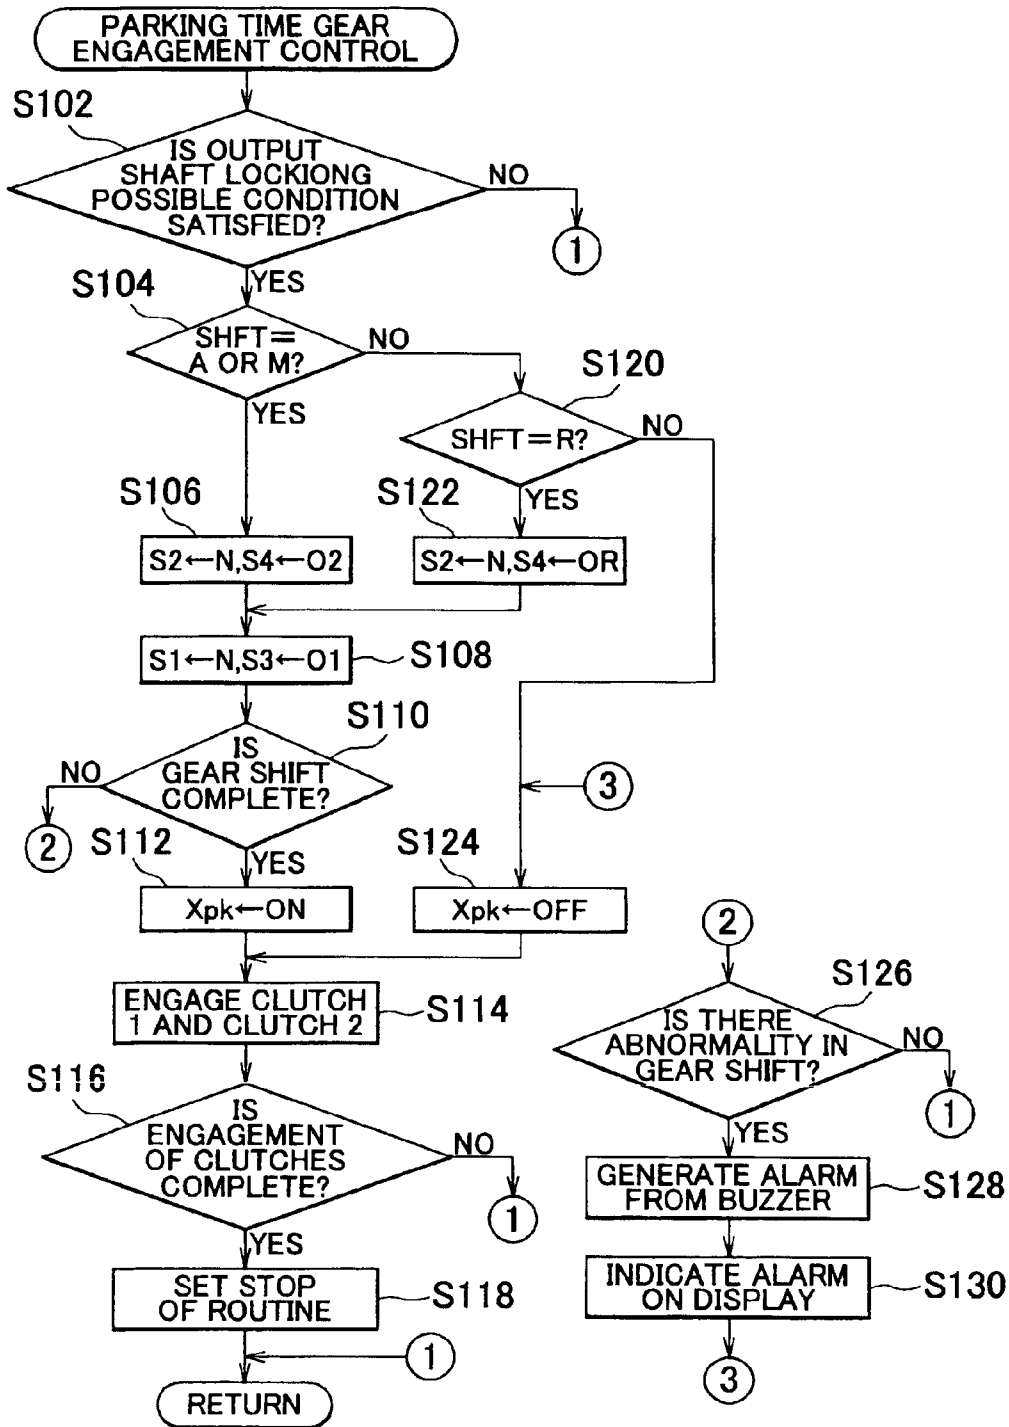 PARKING TIME GEAR
ENGAGEMENT CONTROL
S102
IS OUTPUT
SHAFT LOCKIONG
POSSIBLE CONDITION
SATISFIED?
NO
1
YES
S104
SHFT=
A OR M?
NO
YES
S120
SHFT=R?
NO
YES
S106
S2←N,S4←O2
S122
S2←N,S4←OR
S1←N,S3←O1
S108
S110
IS
GEAR SHIFT
COMPLETE?
NO
2
YES
3
S112
Xpk←ON
S124
Xpk←OFF
ENGAGE CLUTCH
1 AND CLUTCH 2
S114
S116
IS
ENGAGEMENT
OF CLUTCHES
COMPLETE?
NO
1
YES
SET STOP
OF ROUTINE
S118
1
RETURN
2
S126
IS THERE
ABNORMALITY IN
GEAR SHIFT?
NO
1
YES
GENERATE ALARM
FROM BUZZER
S128
INDICATE ALARM
ON DISPLAY
S130
3